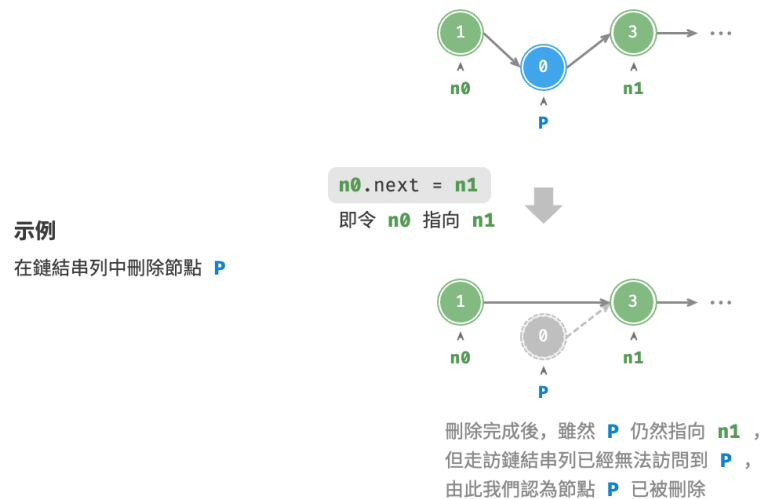 1
3
...
0
n0
n1
P
n0.next = n1
即令 n0 指向 n1
示例
在鏈結串列中刪除節點 P
1
3
...
0
n0
n1
P
刪除完成後，雖然 P 仍然指向 n1 ，
但走訪鏈結串列已經無法訪問到 P ，
由此我們認為節點 P 已被刪除